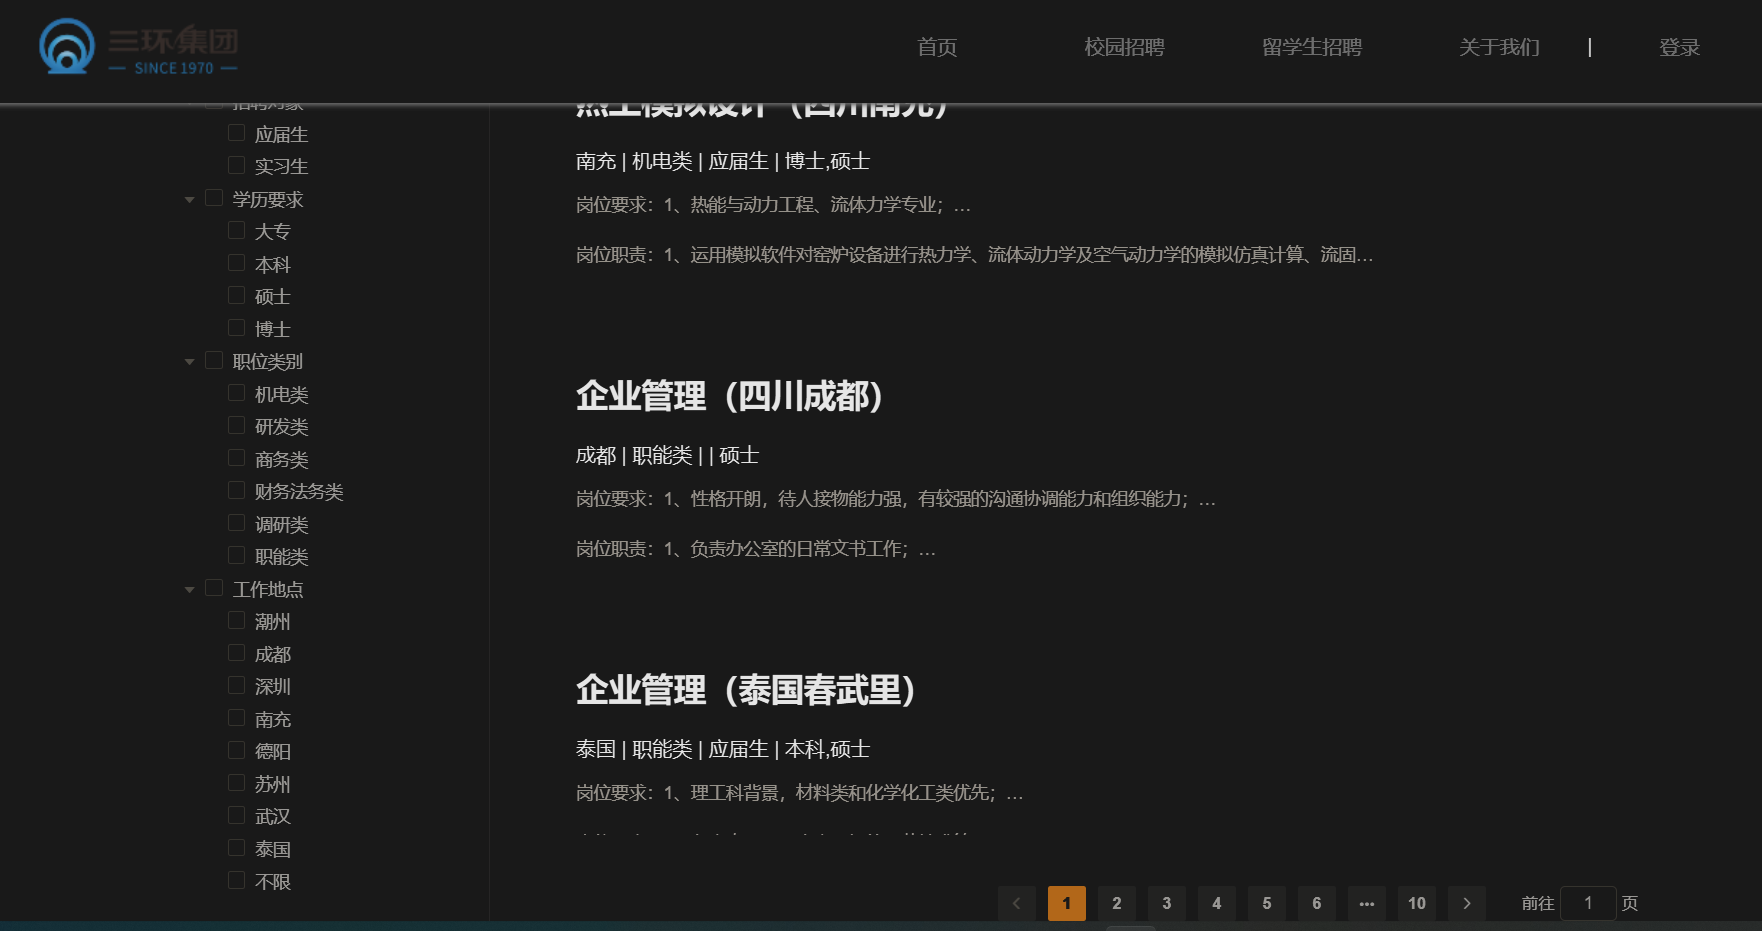 三环集团
SINCE 1970
首页 校园招聘 留学生招聘 关于我们 | 登录
招聘对象
应届生
实习生
学历要求
大专
本科
硕士
博士
职位类别
机电类
研发类
商务类
财务法务类
调研类
职能类
工作地点
潮州
成都
深圳
南充
德阳
苏州
武汉
泰国
不限
热工模拟设计（四川南充）
南充 | 机电类 | 应届生 | 博士,硕士
岗位要求：1、热能与动力工程、流体力学专业；…
岗位职责：1、运用模拟软件对窑炉设备进行热力学、流体动力学及空气动力学的模拟仿真计算、流固…
企业管理（四川成都）
成都 | 职能类 | | 硕士
岗位要求：1、性格开朗，待人接物能力强，有较强的沟通协调能力和组织能力；…
岗位职责：1、负责办公室的日常文书工作；…
企业管理（泰国春武里）
泰国 | 职能类 | 应届生 | 本科,硕士
岗位要求：1、理工科背景，材料类和化学化工类优先；…
1 2 3 4 5 6 ••• 10 前往 1 页